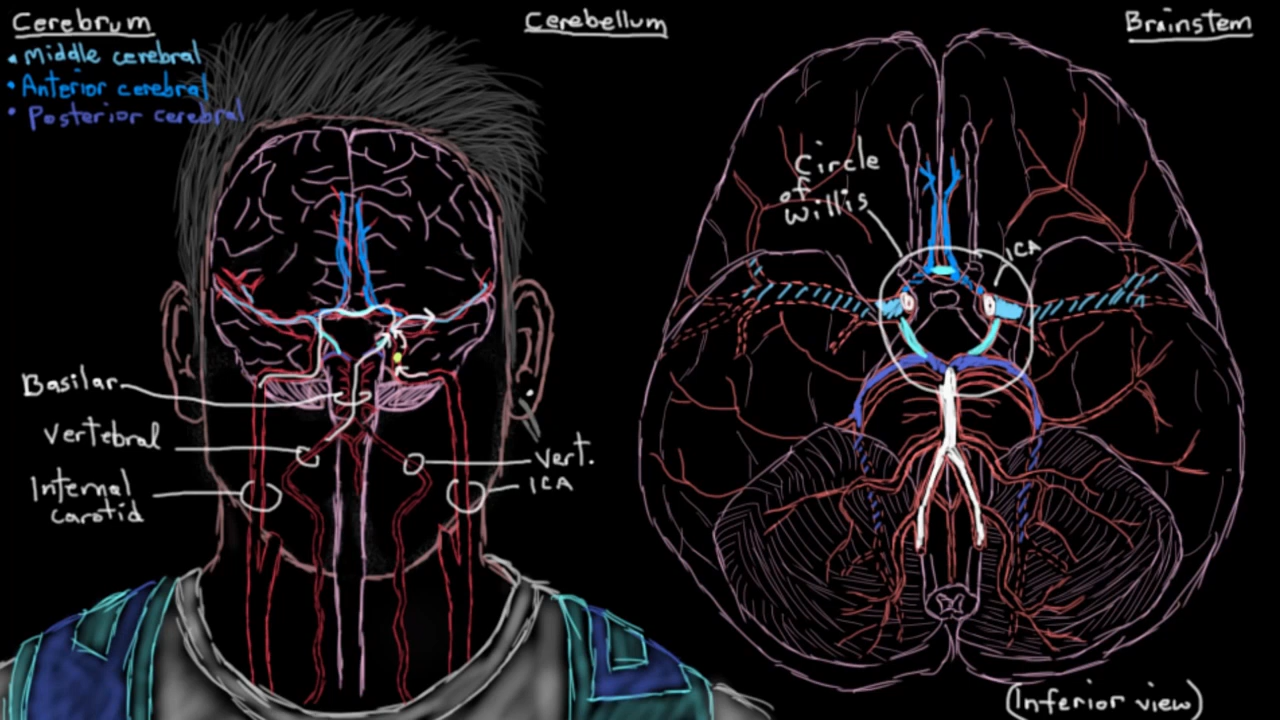 Cerebrum
• Middle cerebral
• Anterior cerebral
• Posterior cerebral
Cerebellum
Brainstem
Circle
of
Willis
ICA
Basilar
Vertebral
Internal
carotid
Vert.
ICA
(Inferior view)